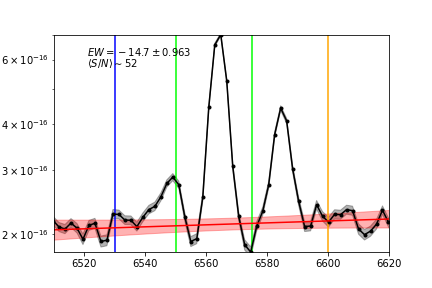 EW = −14.7 ± 0.963
⟨S/N⟩ ~ 52
6 × 10⁻¹⁶
4 × 10⁻¹⁶
3 × 10⁻¹⁶
2 × 10⁻¹⁶
6520 6540 6560 6580 6600 6620